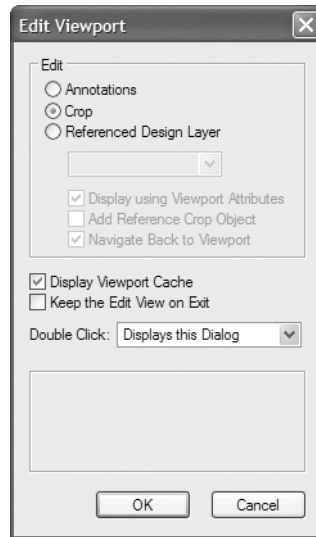 Edit Viewport
Edit
Annotations
Crop
Referenced Design Layer
Display using Viewport Attributes
Add Reference Crop Object
Navigate Back to Viewport
Display Viewport Cache
Keep the Edit View on Exit
Double Click: Displays this Dialog
OK Cancel